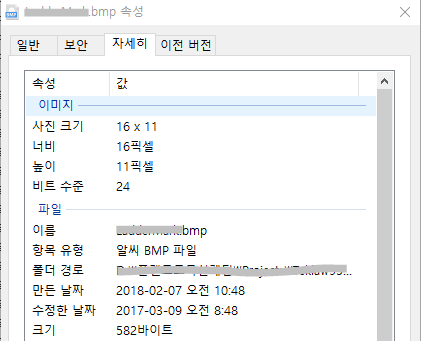 .bmp 속성
일반 보안 자세히 이전 버전
속성 값
이미지
사진 크기 16 x 11
너비 16픽셀
높이 11픽셀
비트 수준 24
파일
이름 .bmp
항목 유형 알씨 BMP 파일
폴더 경로
만든 날짜 2018-02-07 오전 10:48
수정한 날짜 2017-03-09 오전 8:48
크기 582바이트